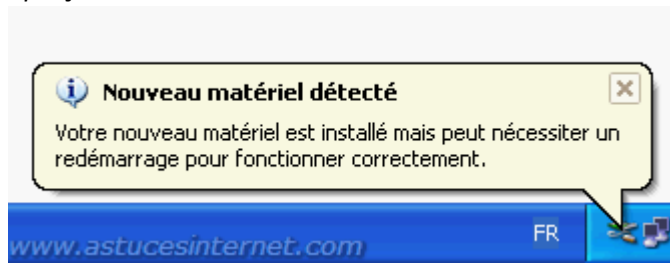 Nouveau matériel détecté
Votre nouveau matériel est installé mais peut nécessiter un
redémarrage pour fonctionner correctement.
FR
www.astucesinternet.com